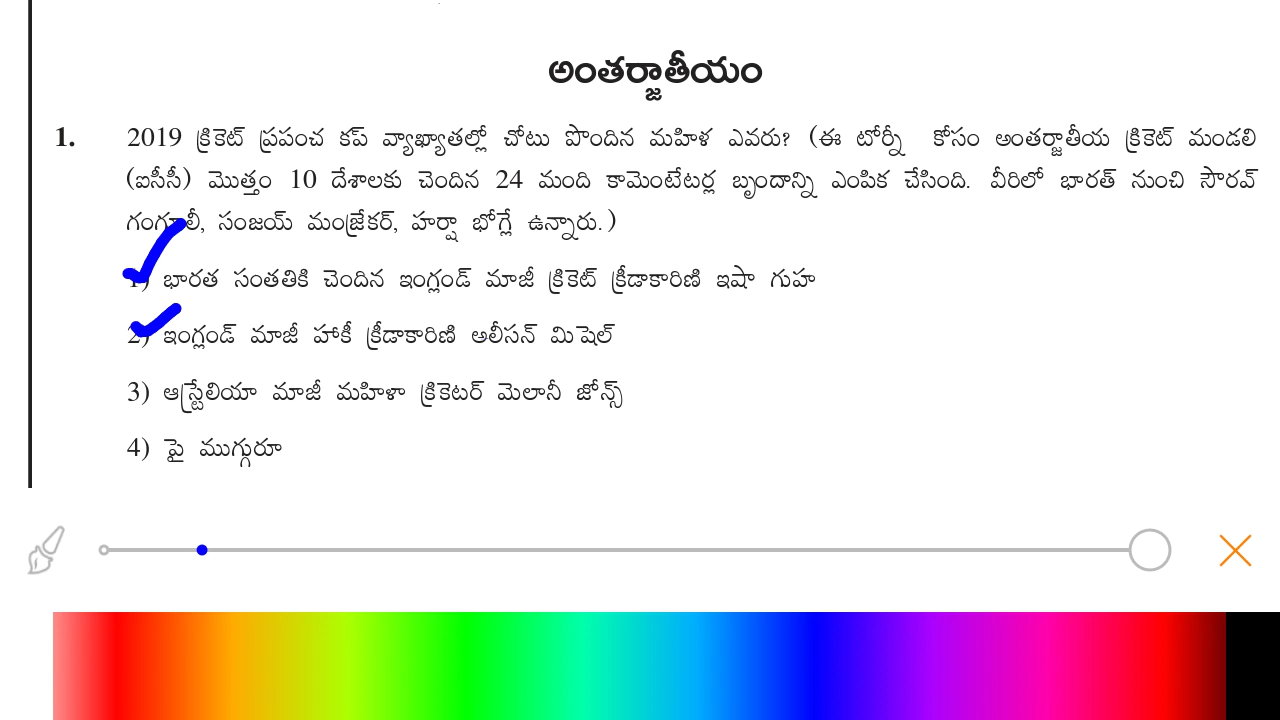 అంతర్జాతీయం
1. 2019 క్రికెట్ ప్రపంచ కప్ వ్యాఖ్యాతల్లో చోటు పొందిన మహిళ ఎవరు? (ఈ టోర్నీ కోసం అంతర్జాతీయ క్రికెట్ మండలి
(ఐసీసీ) మొత్తం 10 దేశాలకు చెందిన 24 మంది కామెంటేటర్ల బృందాన్ని ఎంపిక చేసింది. వీరిలో భారత్ నుంచి సౌరవ్
గంగూలీ, సంజయ్ మంజ్రేకర్, హర్షా భోగ్లే ఉన్నారు.)
1) భారత సంతతికి చెందిన ఇంగ్లండ్ మాజీ క్రికెట్ క్రీడాకారిణి ఇషా గుహ
2) ఇంగ్లండ్ మాజీ హాకీ క్రీడాకారిణి అలీసన్ మిషెల్
3) ఆస్ట్రేలియా మాజీ మహిళా క్రికెటర్ మెలానీ జోన్స్
4) పై ముగ్గురూ